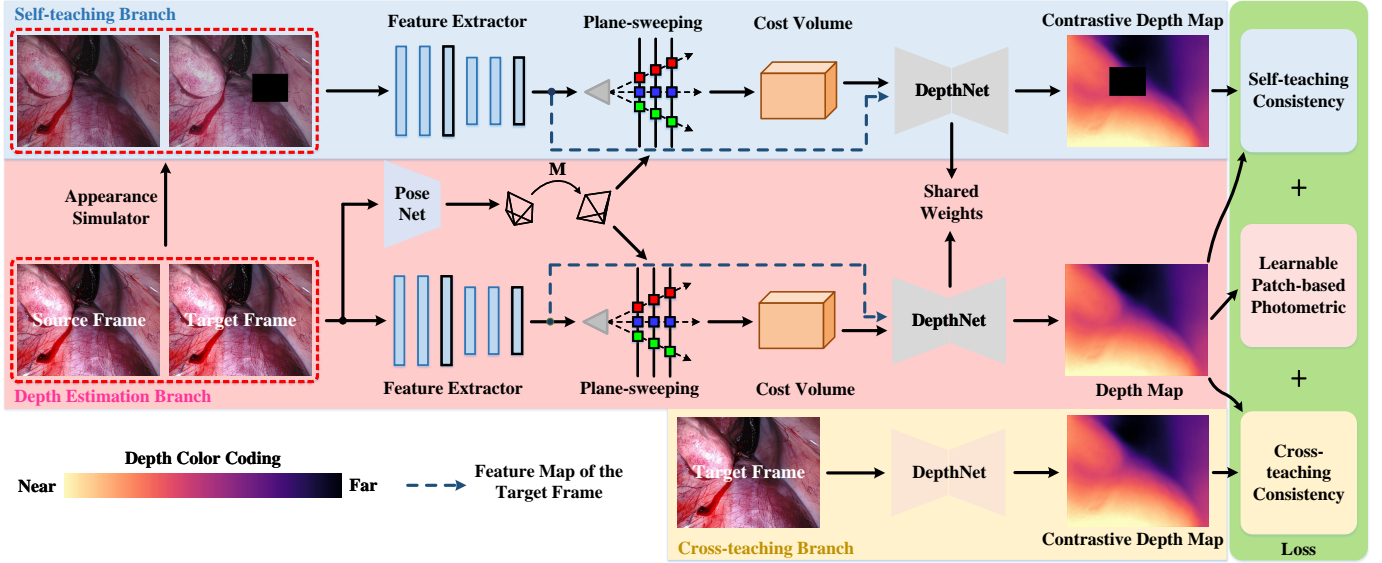 Self-teaching Branch
Feature Extractor
Plane-sweeping
Cost Volume
Contrastive Depth Map
DepthNet
Self-teaching
Consistency
Appearance
Simulator
Pose
Net
M
Shared
Weights
+
Source Frame
Target Frame
DepthNet
Learnable
Patch-based
Photometric
Feature Extractor
Plane-sweeping
Cost Volume
Depth Map
+
Depth Estimation Branch
Depth Color Coding
Near
Far
Feature Map of the
Target Frame
Target Frame
DepthNet
Cross-
teaching
Consistency
Cross-teaching Branch
Contrastive Depth Map
Loss